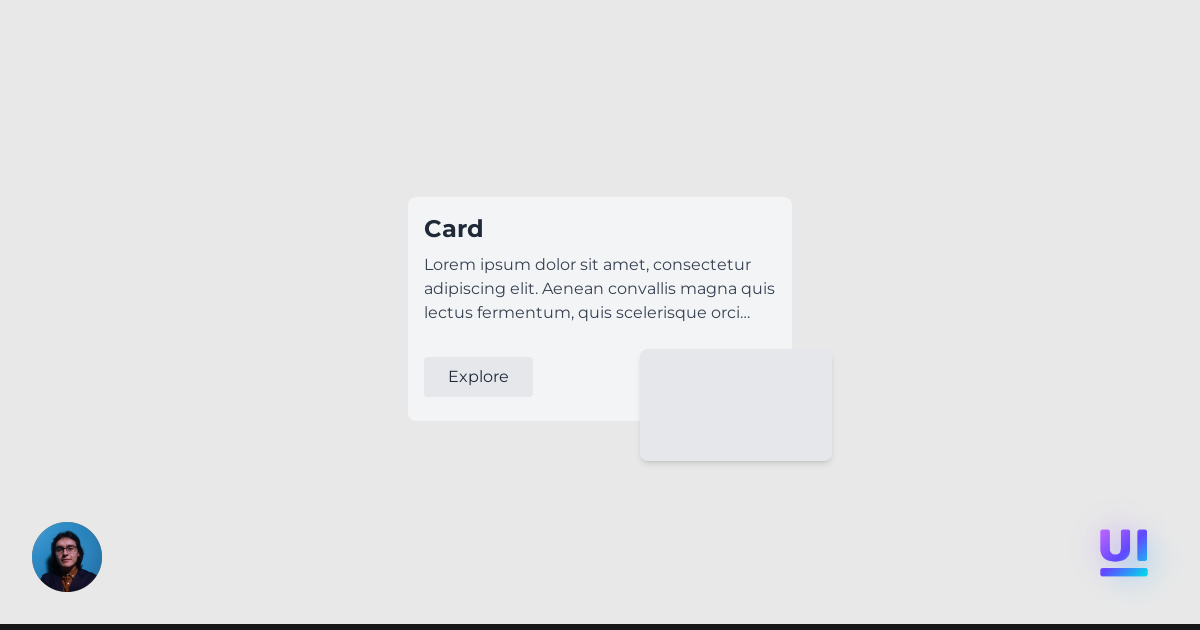 Card
Lorem ipsum dolor sit amet, consectetur
adipiscing elit. Aenean convallis magna quis
lectus fermentum, quis scelerisque orci…
Explore
UI